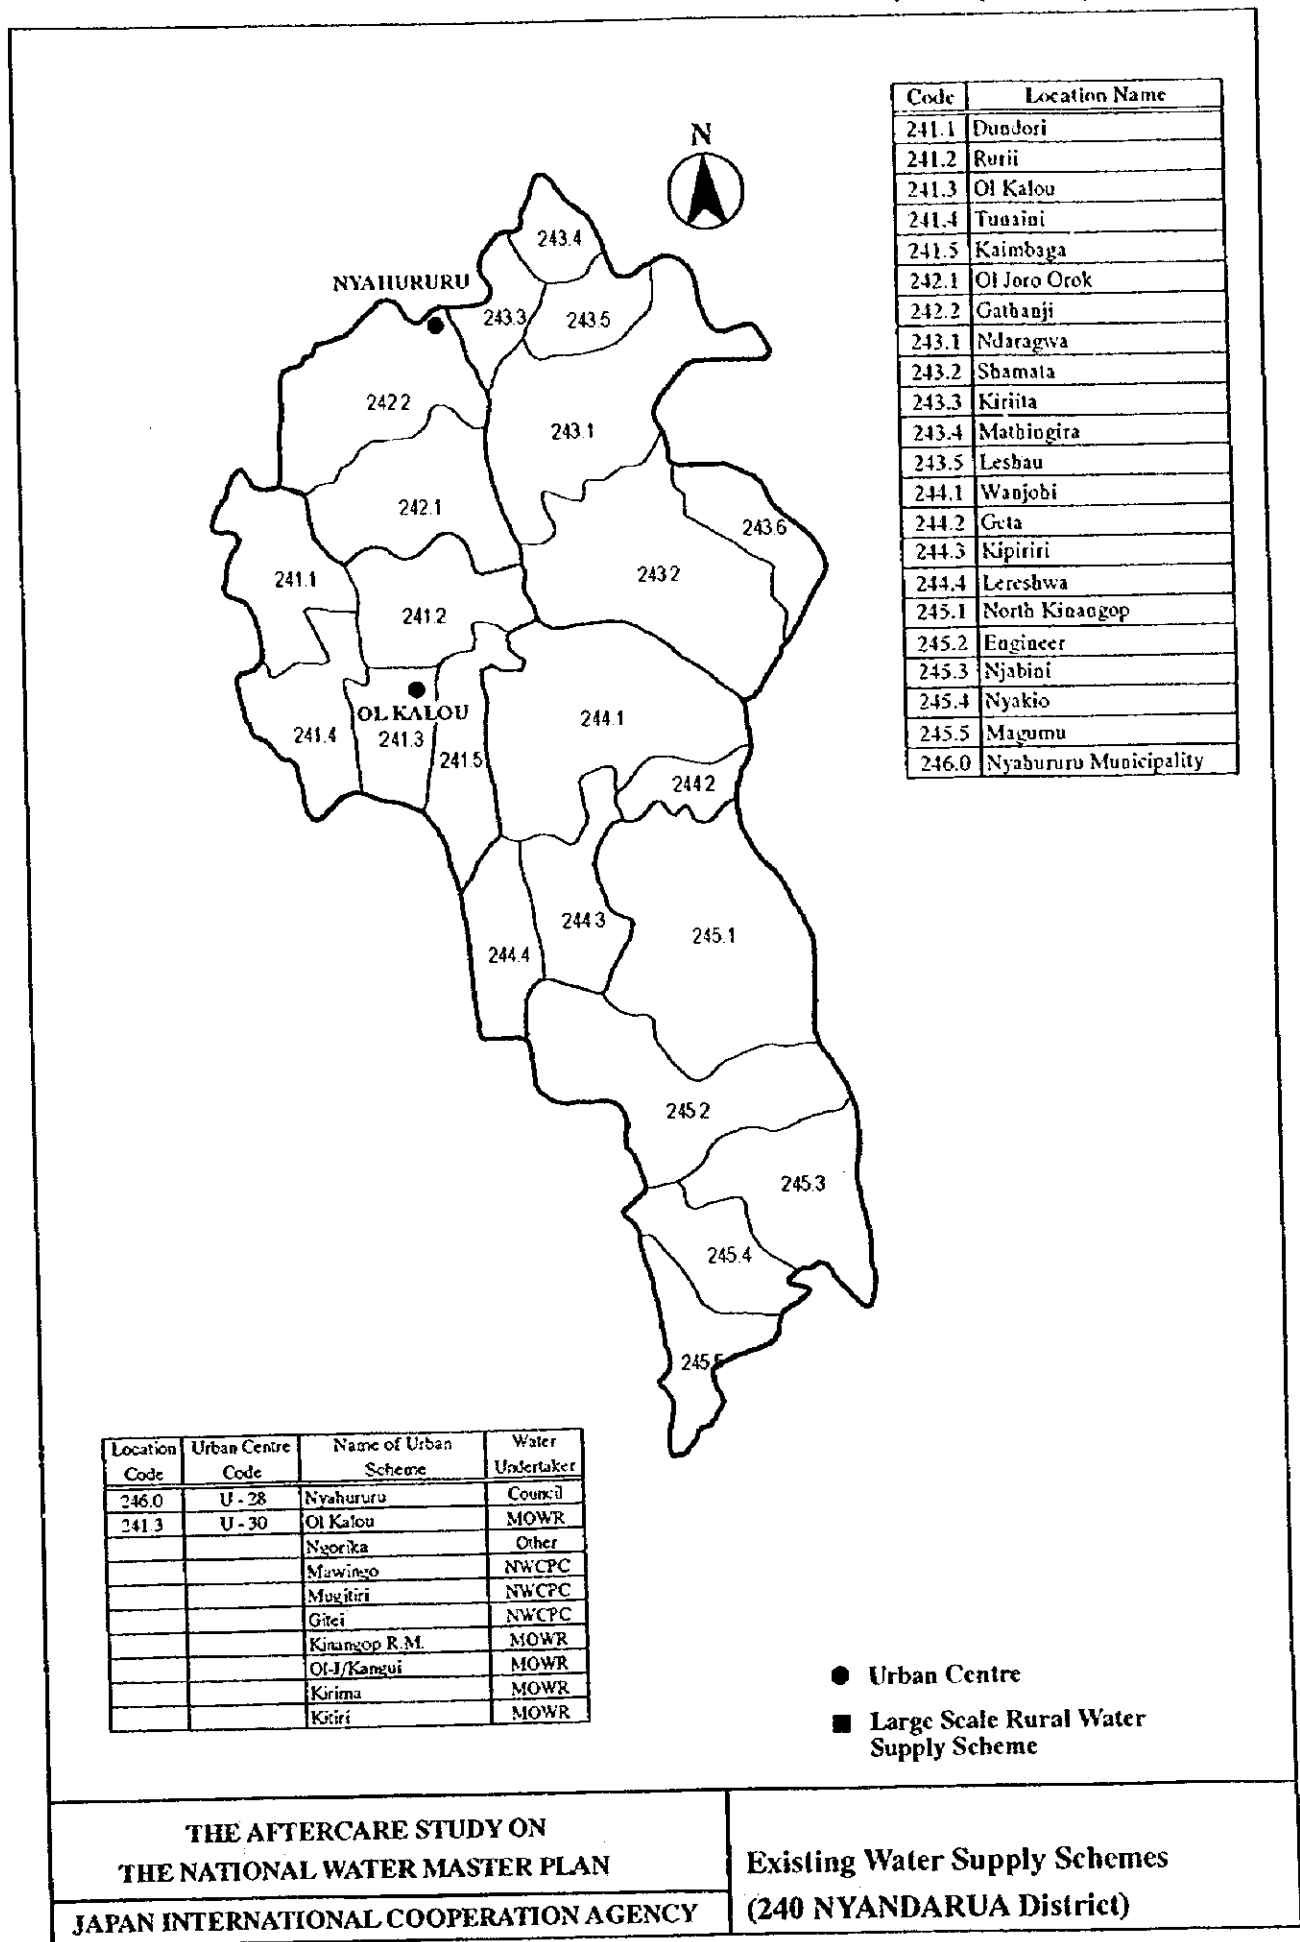 Code Location Name
241.1 Dundori
241.2 Rurii
241.3 Ol Kalou
241.4 Tumaini
241.5 Kaimbaga
242.1 Ol Joro Orok
242.2 Gathanji
243.1 Ndaragwa
243.2 Shamata
243.3 Kiriita
243.4 Mathingira
243.5 Leshau
244.1 Wanjohi
244.2 Geta
244.3 Kipiriri
244.4 Lereshwa
245.1 North Kinangop
245.2 Engineer
245.3 Njabini
245.4 Nyakio
245.5 Magumu
246.0 Nyahururu Municipality
N
243.4
NYAHURURU
243.3
243.5
242.2
243.1
242.1
243.6
241.1
243.2
241.2
OL KALOU
241.4
241.3
241.5
244.1
244.2
244.3
244.4
245.1
245.2
245.3
245.4
245.5
Location Code Urban Centre Code Name of Urban Scheme Water Undertaker
246.0 U - 28 Nyahururu Council
241.3 U - 30 Ol Kalou MOWR
Ngorika Other
Mawingo NWCPC
Mugitiri NWCPC
Gitei NWCPC
Kinangop R.M. MOWR
Ol-J/Kangui MOWR
Kirima MOWR
Kitiri MOWR
Urban Centre
Large Scale Rural Water
Supply Scheme
THE AFTERCARE STUDY ON
THE NATIONAL WATER MASTER PLAN
JAPAN INTERNATIONAL COOPERATION AGENCY
Existing Water Supply Schemes
(240 NYANDARUA District)